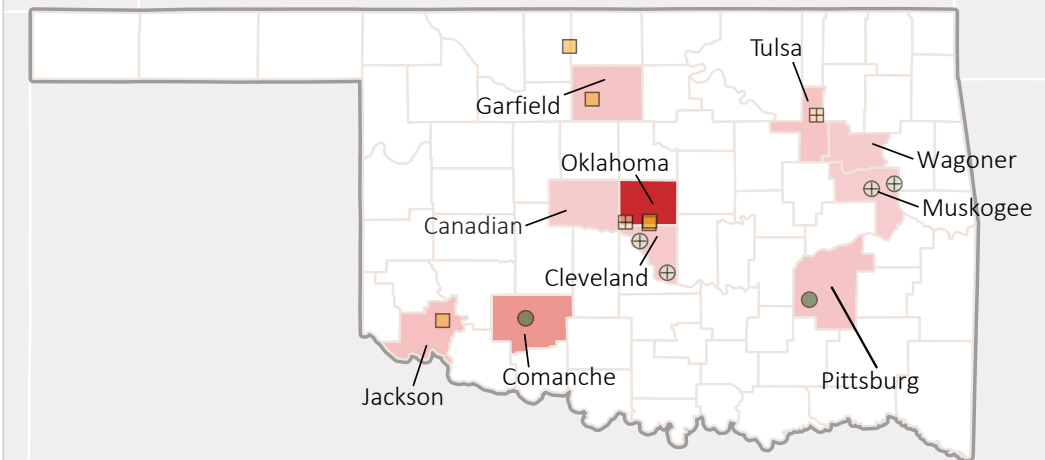 Tulsa
Garfield
Oklahoma
Wagoner
Muskogee
Canadian
Cleveland
Comanche
Pittsburg
Jackson